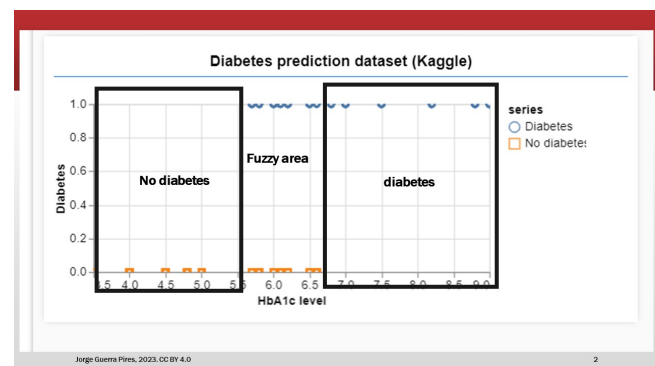 Diabetes prediction dataset (Kaggle)
series
Diabetes
No diabetes
Diabetes
1.0
0.8
0.6
0.4
0.2
0.0
No diabetes
Fuzzy area
diabetes
4.0 4.5 5.0 6.0 6.5 7.0 7.5 8.0 8.5 9.0
HbA1c level
Jorge Guerra Pires, 2023. CC BY 4.0
2